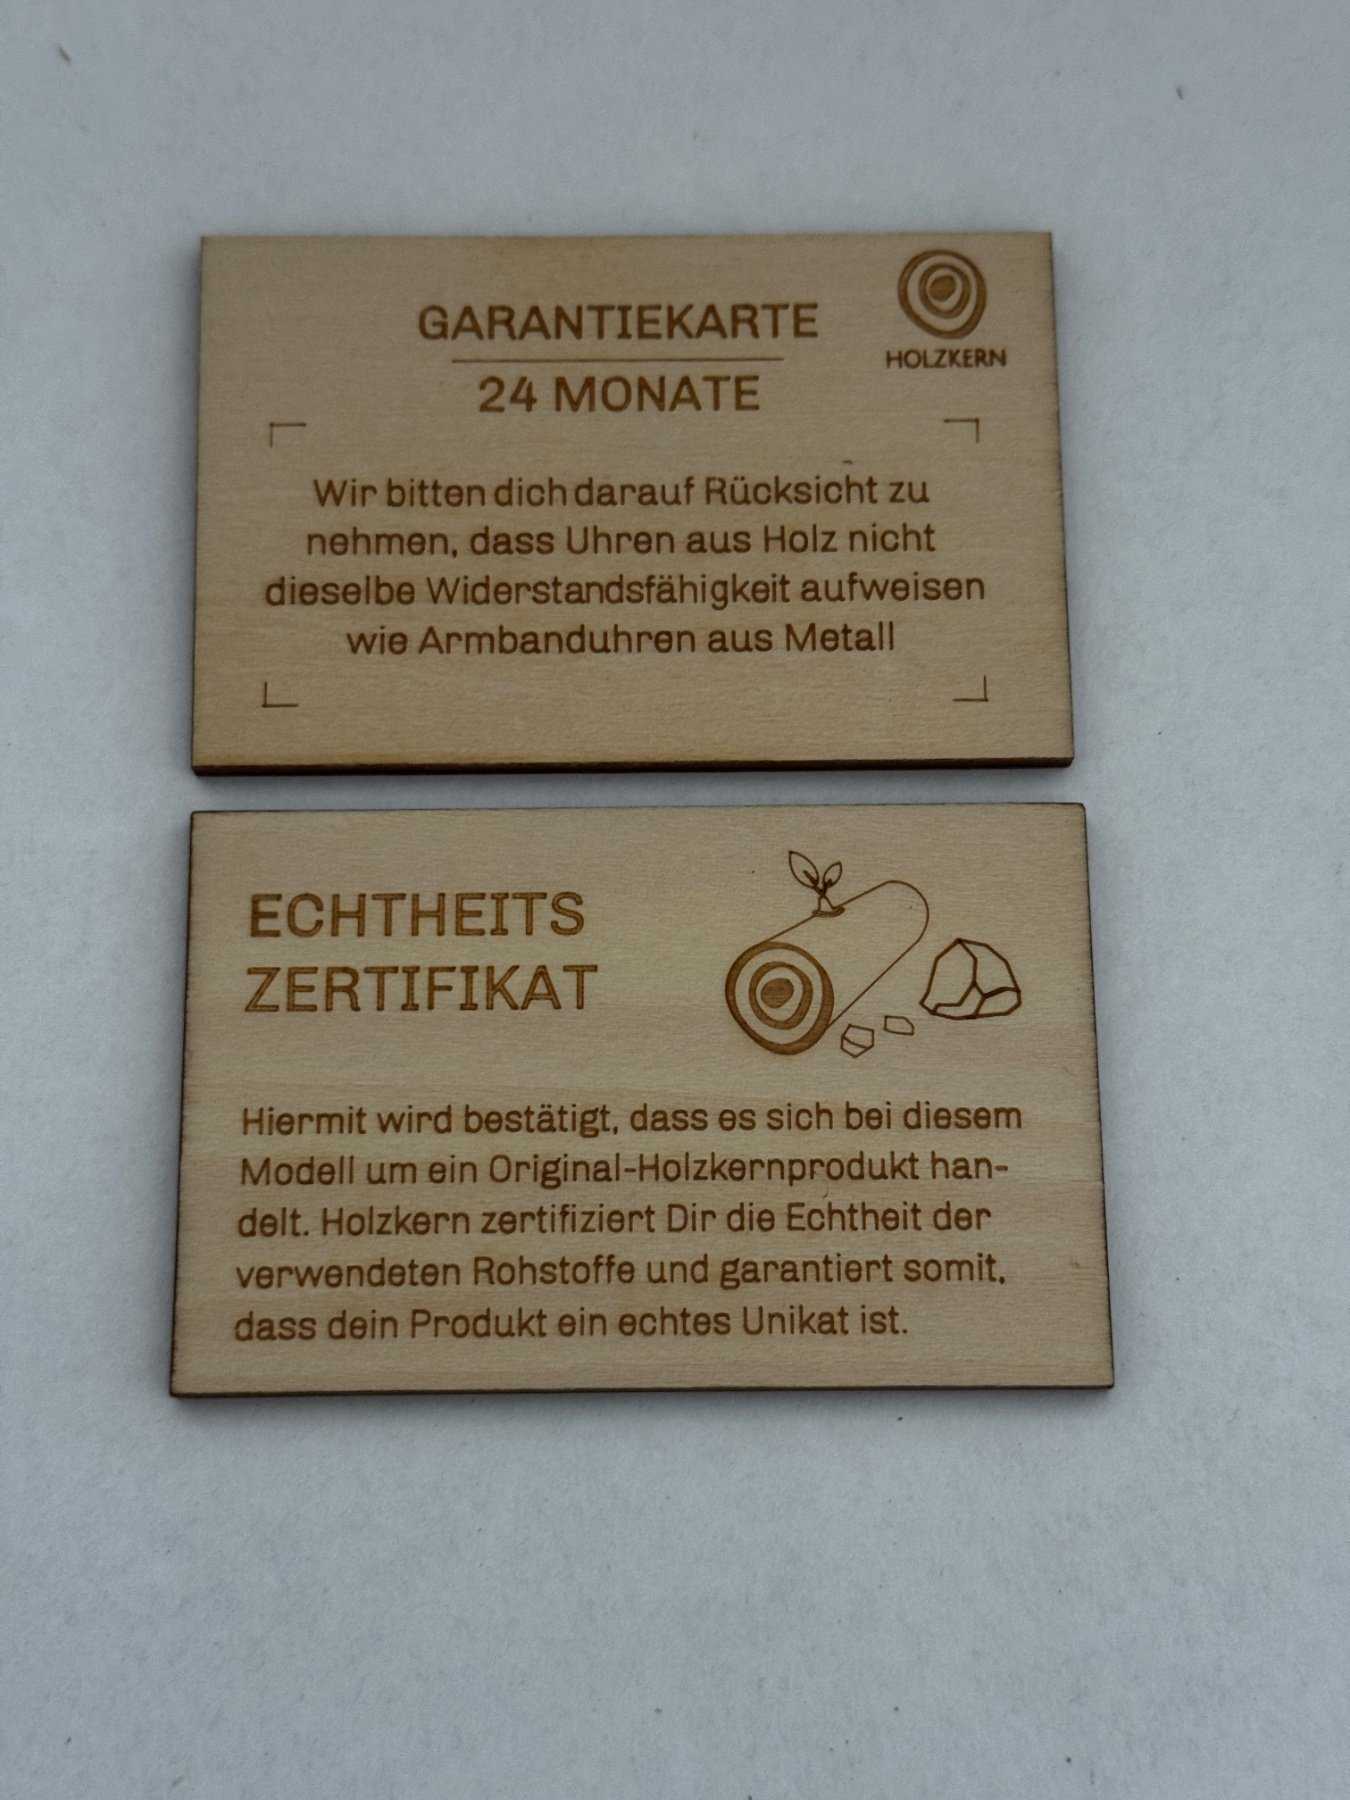 GARANTIEKARTE
HOLZKERN
24 MONATE
Wir bitten dich darauf Rücksicht zu
nehmen, dass Uhren aus Holz nicht
dieselbe Widerstandsfähigkeit aufweisen
wie Armbanduhren aus Metall
ECHTHEITS
ZERTIFIKAT
Hiermit wird bestätigt, dass es sich bei diesem
Modell um ein Original-Holzkernprodukt han-
delt. Holzkern zertifiziert Dir die Echtheit der
verwendeten Rohstoffe und garantiert somit,
dass dein Produkt ein echtes Unikat ist.